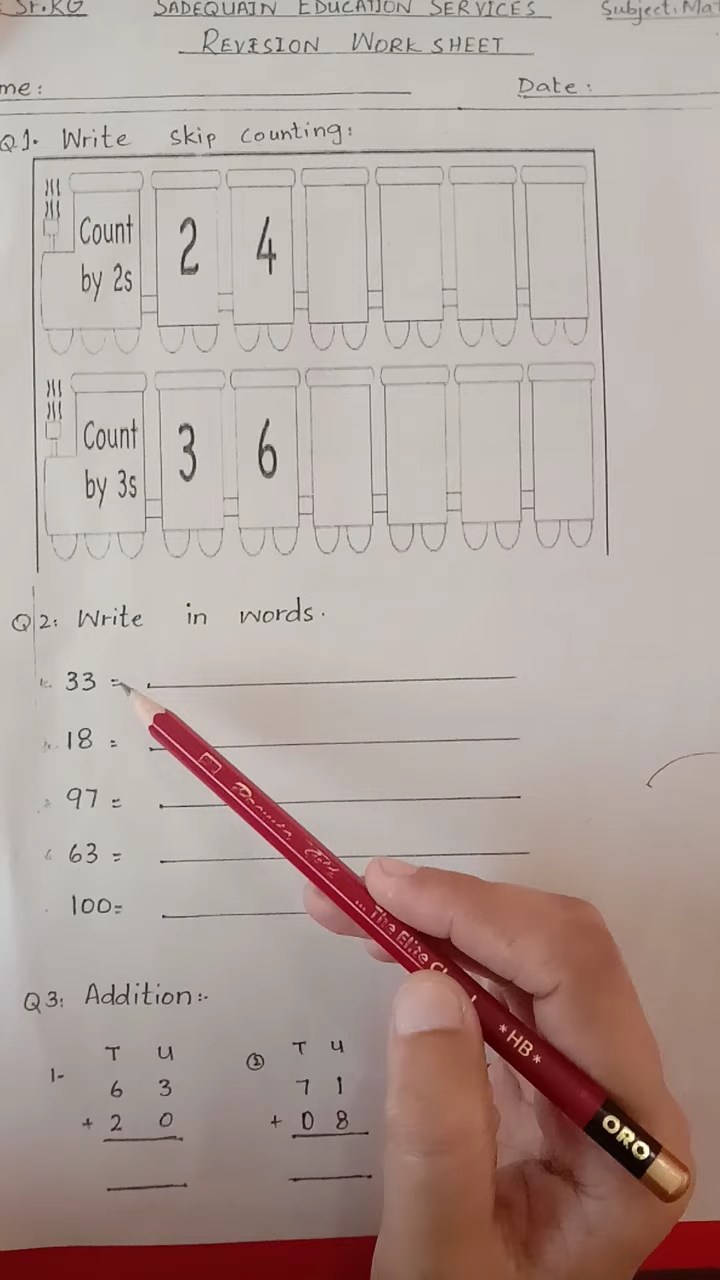 Sr.KG SADEQUAIN EDUCATION SERVICES Subject: Mat
REVISION WORK SHEET
me: Date:
Q1. Write skip counting:
Count by 2s 2 4
Count by 3s 3 6
Q2: Write in words.
33 =
18 =
97 =
63 =
100=
Q3: Addition:-
1- T U
6 3
+ 2 0
② T U
7 1
+ 0 8
The Elite
*HB*
ORO